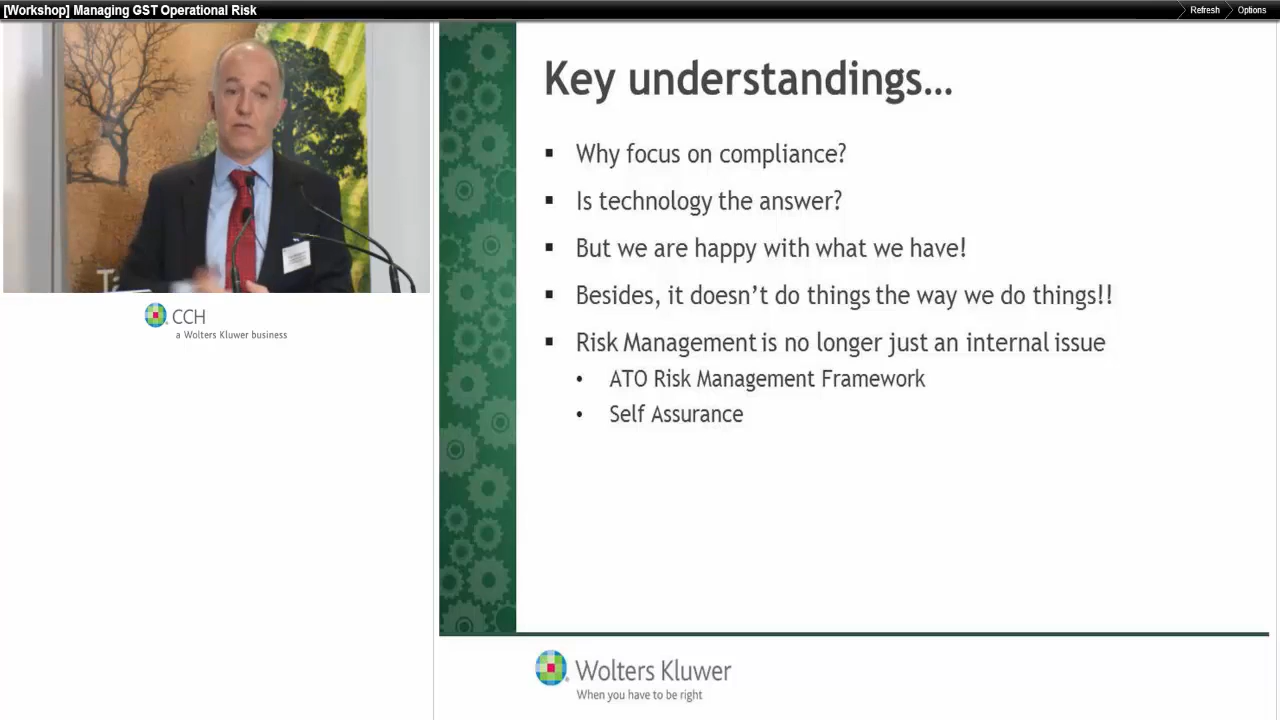 [Workshop] Managing GST Operational Risk
Refresh
Options
Ta
CCH
a Wolters Kluwer business
Key understandings...
Why focus on compliance?
Is technology the answer?
But we are happy with what we have!
Besides, it doesn't do things the way we do things!!
Risk Management is no longer just an internal issue
ATO Risk Management Framework
Self Assurance
Wolters Kluwer
When you have to be right